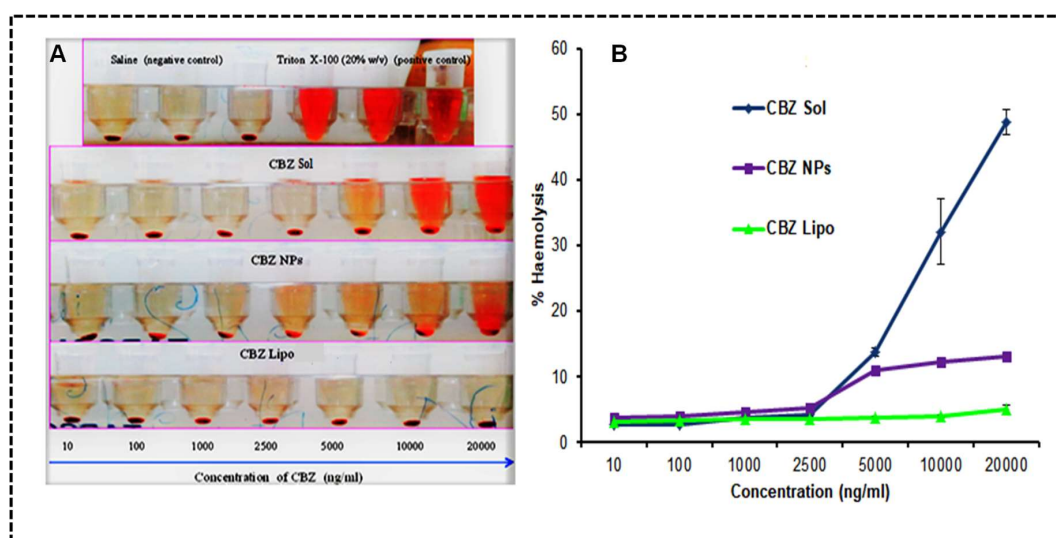 A
Saline (negative control)
Triton X-100 (20% w/v) (positive control)
CBZ Sol
CBZ NPs
CBZ Lipo
10 100 1000 2500 5000 10000 20000
Concentration of CBZ (ng/ml)
B
60
50
40
30
20
10
0
% Haemolysis
CBZ Sol
CBZ NPs
CBZ Lipo
10 100 1000 2500 5000 10000 20000
Concentration (ng/ml)